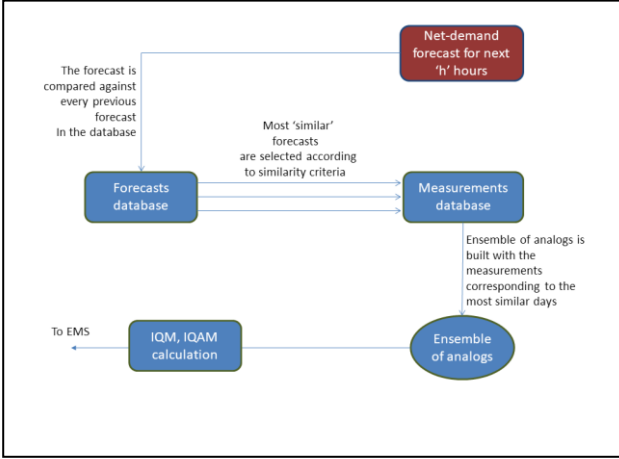 Net-demand
forecast for next
'h' hours
The forecast is
compared against
every previous
forecast
In the database
Most 'similar'
forecasts
are selected according
to similarity criteria
Forecasts
database
Measurements
database
Ensemble of analogs is
built with the
measurements
corresponding to the
most similar days
To EMS
IQM, IQAM
calculation
Ensemble
of analogs